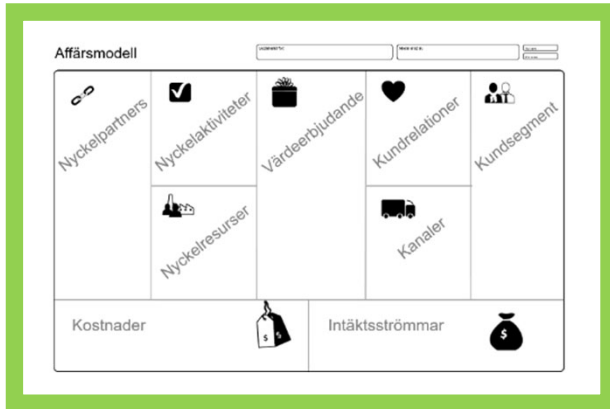 Affärsmodell
Nyckelpartners
Nyckelaktiviteter
Värdeerbjudande
Kundrelationer
Kundsegment
Nyckelresurser
Kanaler
Kostnader
$ $
Intäktsströmmar
$